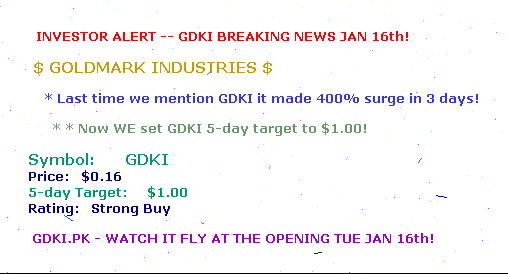 INVESTOR ALERT -- GDKI BREAKING NEWS JAN 16th!
$ GOLDMARK INDUSTRIES $
* Last time we mention GDKI it made 400% surge in 3 days!
* * Now WE set GDKI 5-day target to $1.00!
Symbol: GDKI
Price: $0.16
5-day Target: $1.00
Rating: Strong Buy
GDKI.PK - WATCH IT FLY AT THE OPENING TUE JAN 16th!